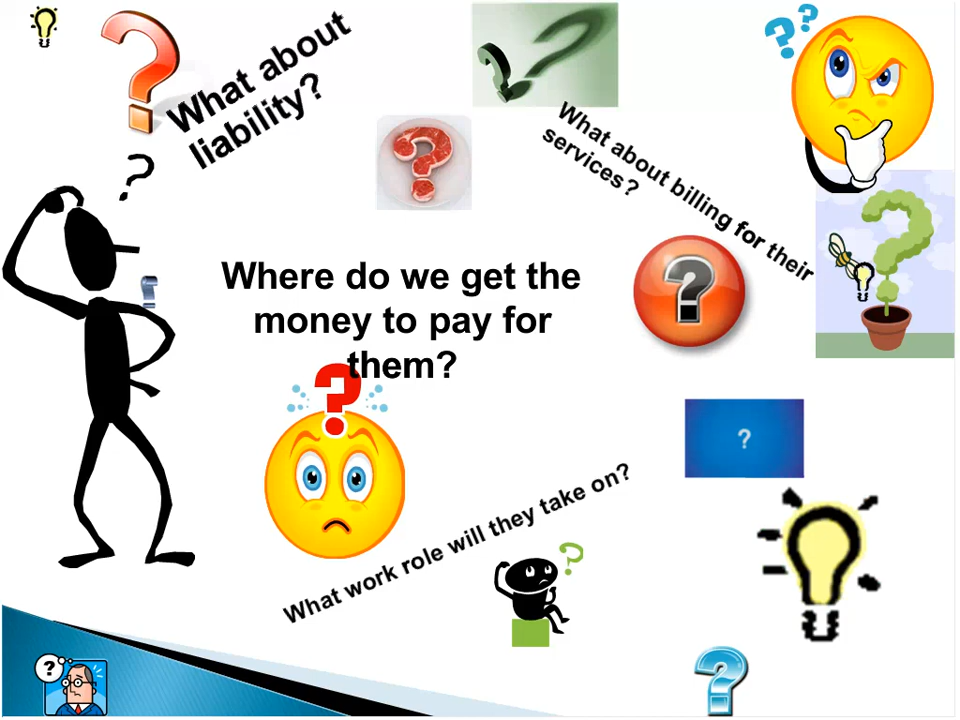 What about
liability?
What about billing for their
services?
Where do we get the
money to pay for
them?
What work role will they take on?